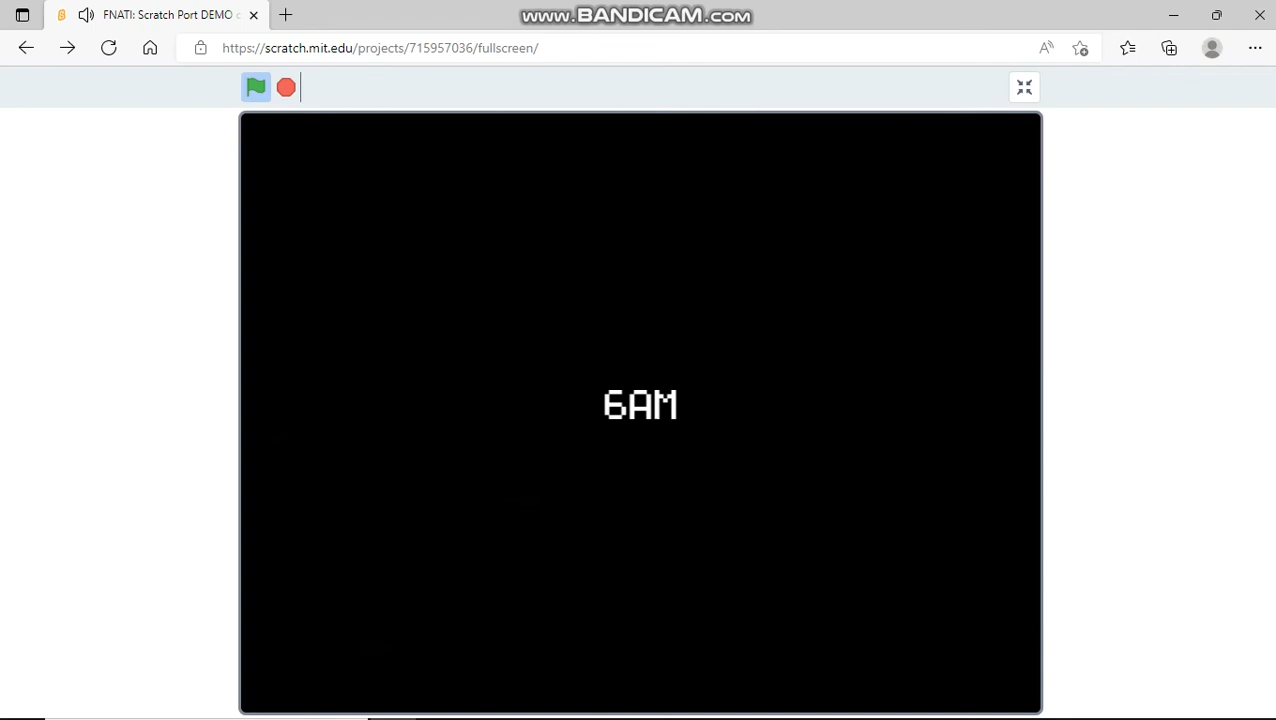 FNATI: Scratch Port DEMO
www.BANDICAM.com
https://scratch.mit.edu/projects/715957036/fullscreen/
6AM